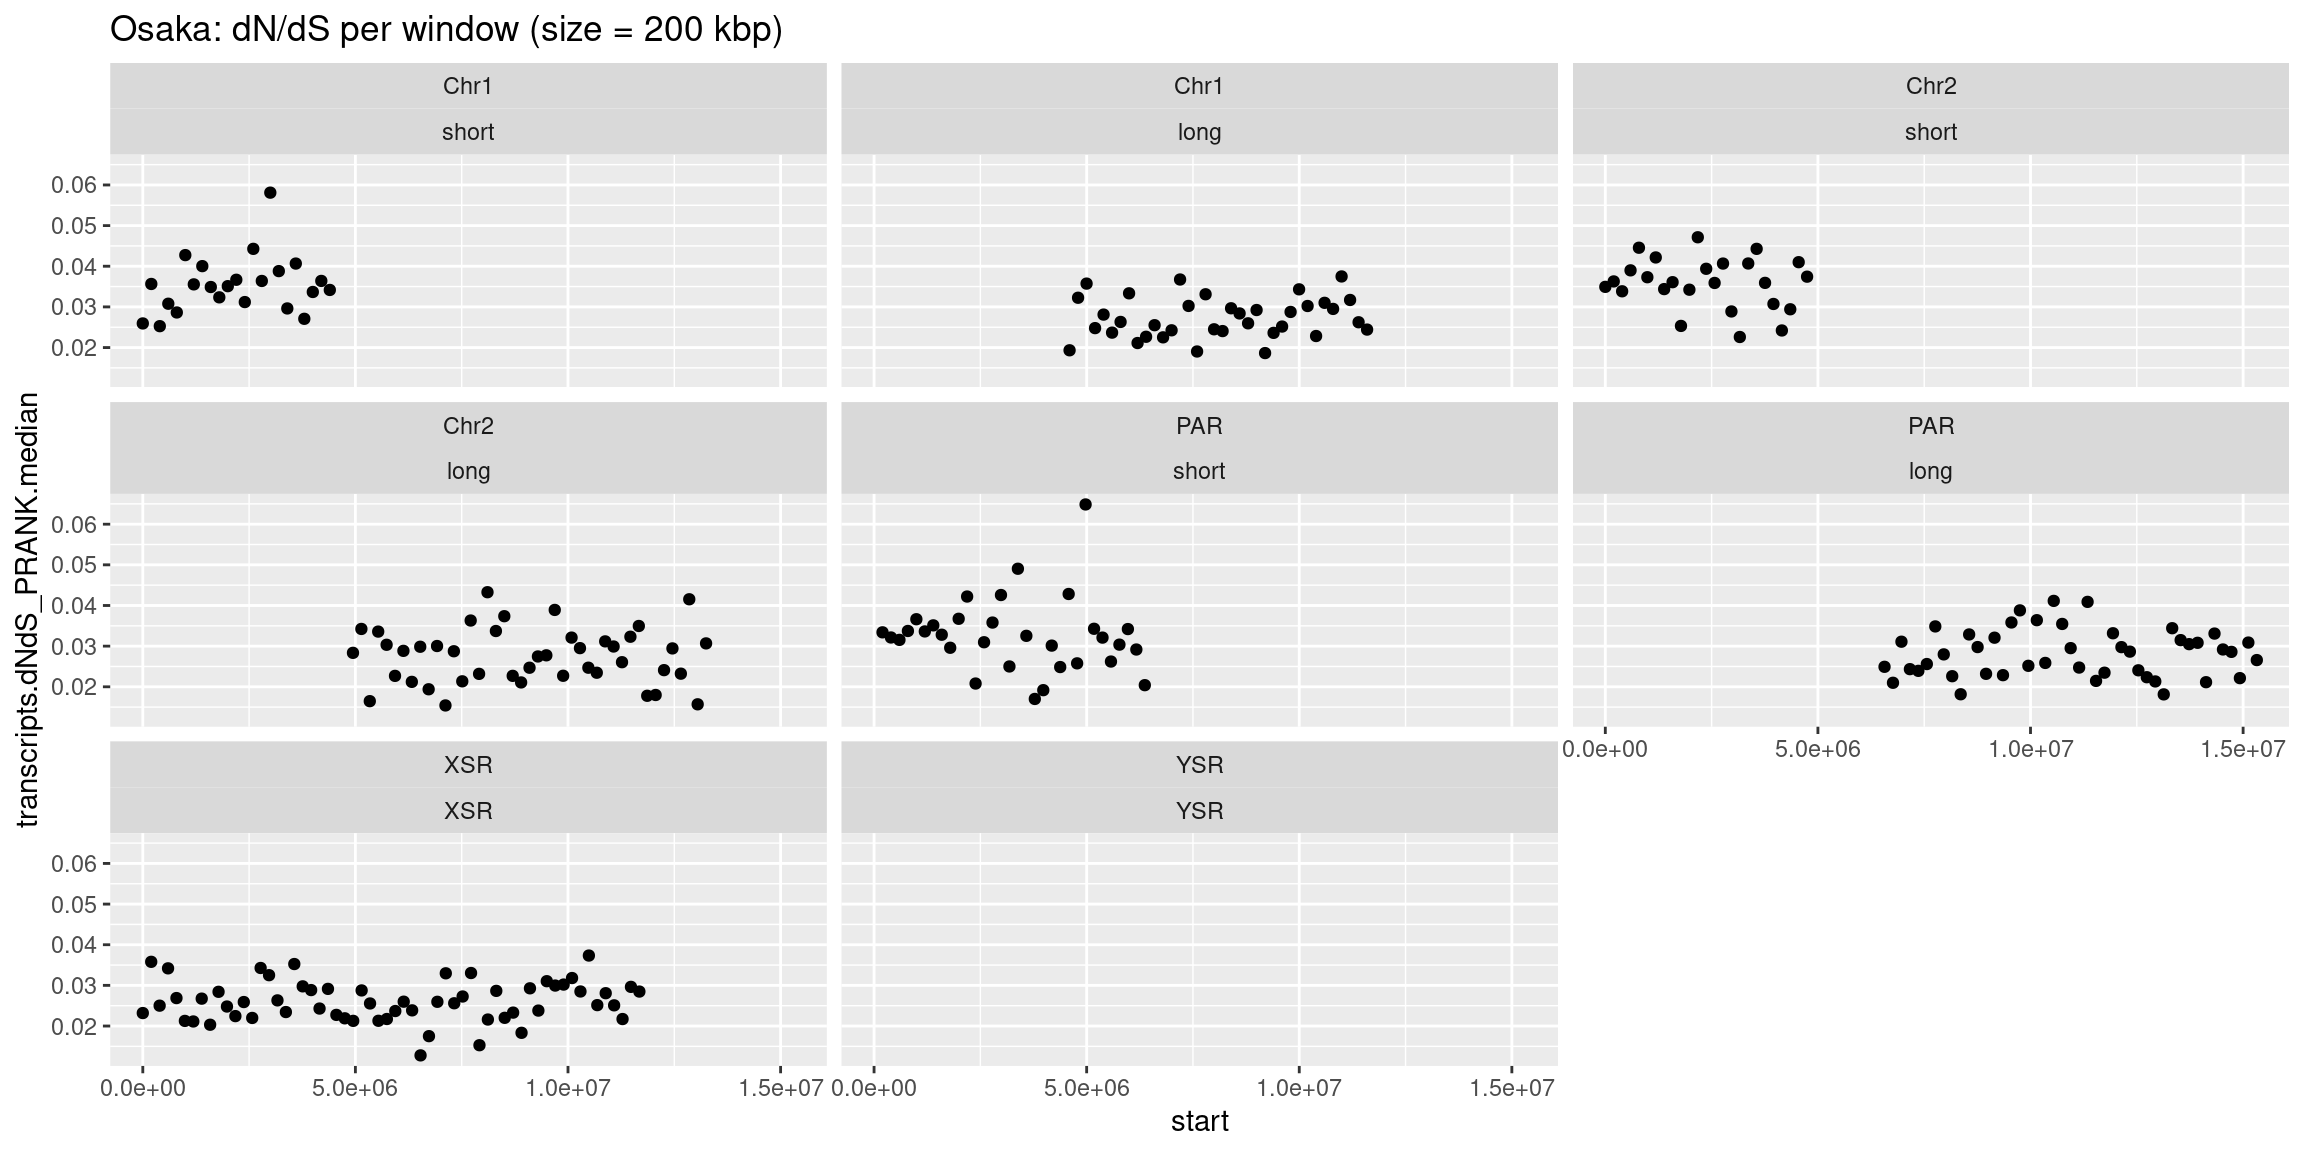 Osaka: dN/dS per window (size = 200 kbp)
Chr1
short
Chr1
long
Chr2
short
0.06
0.05
0.04
0.03
0.02
Chr2
long
PAR
short
PAR
long
0.06
0.05
0.04
0.03
0.02
0.0e+00
5.0e+06
1.0e+07
1.5e+07
XSR
XSR
YSR
YSR
0.06
0.05
0.04
0.03
0.02
0.0e+00
5.0e+06
1.0e+07
1.5e+07
0.0e+00
5.0e+06
1.0e+07
1.5e+07
start
transcripts.dNdS_PRANK.median